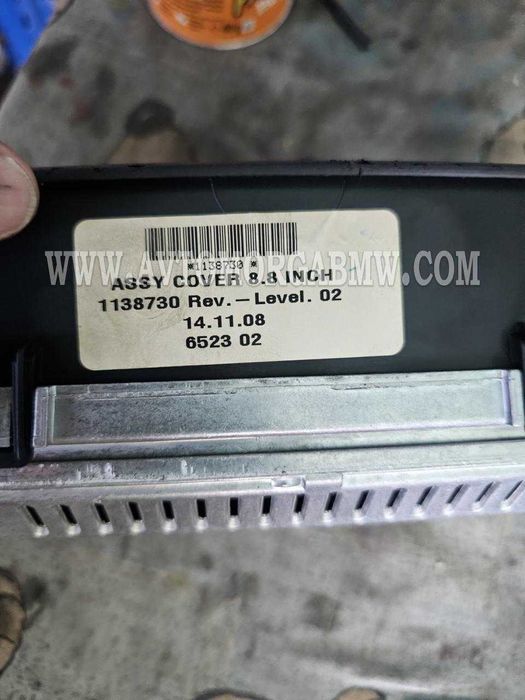 *1138730*
WWW.AVTOTORGABMW.COM
ASSY COVER 8.8 INCH
1138730 Rev.-Level. 02
14.11.08
6523 02